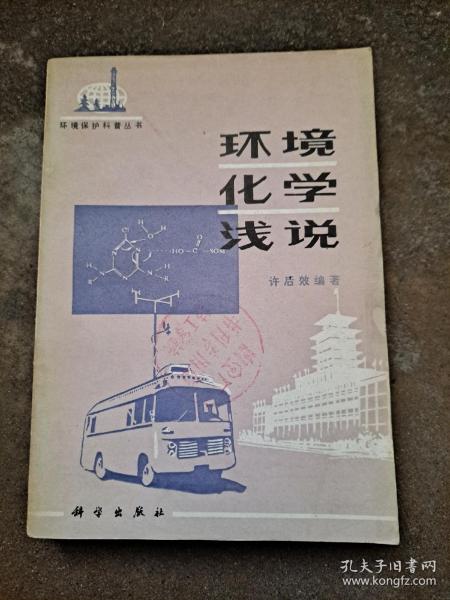 环境保护科普丛书
环境
化学
浅说
许后效编著
科学出版社
孔夫子旧书网
www.kongfz.com